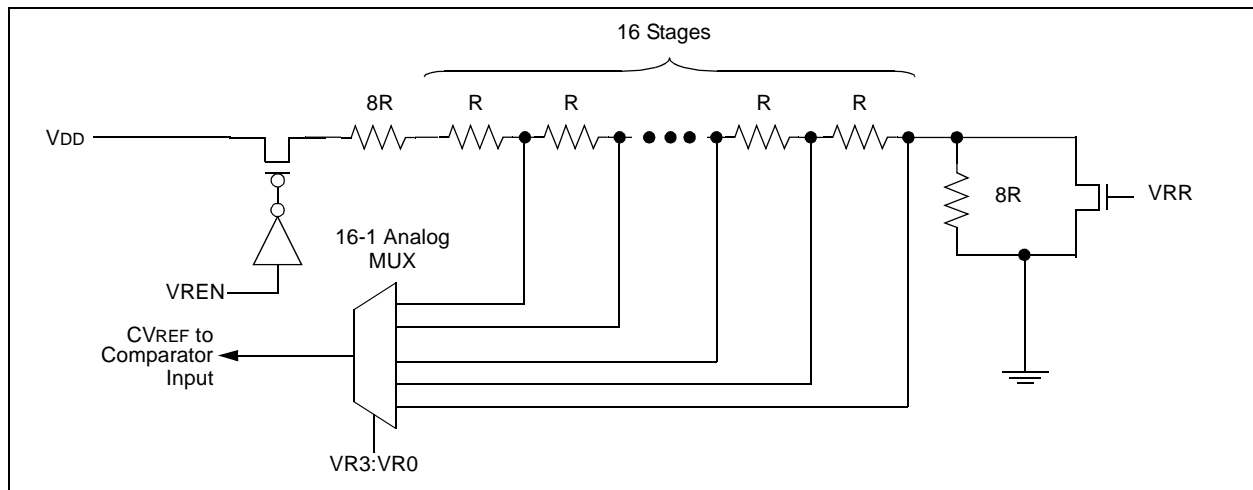 16 Stages
8R
R
R
R
R
VDD
8R
VRR
16-1 Analog
MUX
VREN
CVREF to
Comparator
Input
VR3:VR0